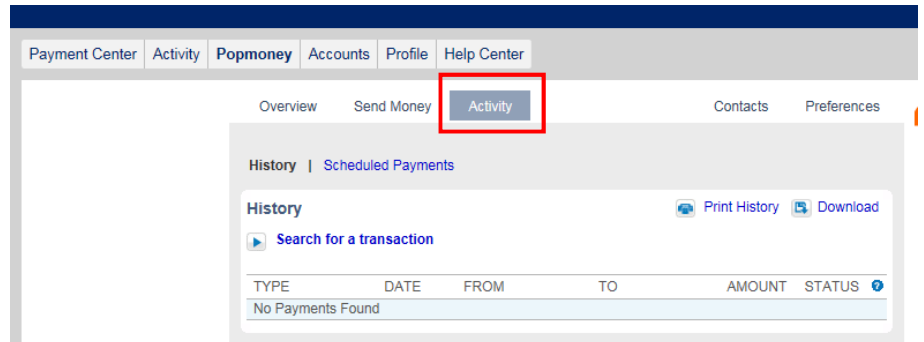 Payment Center Activity Popmoney Accounts Profile Help Center
Overview Send Money Activity Contacts Preferences
History | Scheduled Payments
History Print History Download
Search for a transaction
TYPE DATE FROM TO AMOUNT STATUS ?
No Payments Found